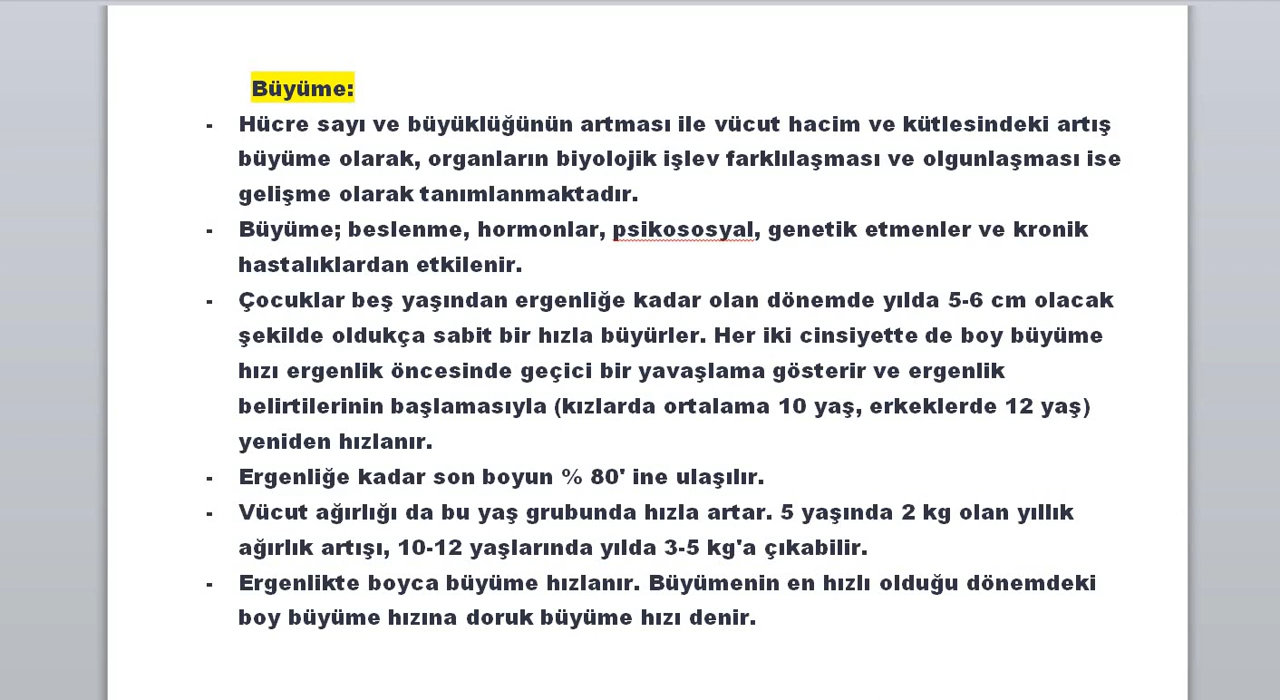 Büyüme:
- Hücre sayı ve büyüklüğünün artması ile vücut hacim ve kütlesindeki artış
büyüme olarak, organların biyolojik işlev farklılaşması ve olgunlaşması ise
gelişme olarak tanımlanmaktadır.
- Büyüme; beslenme, hormonlar, psikososyal, genetik etmenler ve kronik
hastalıklardan etkilenir.
- Çocuklar beş yaşından ergenliğe kadar olan dönemde yılda 5-6 cm olacak
şekilde oldukça sabit bir hızla büyürler. Her iki cinsiyette de boy büyüme
hızı ergenlik öncesinde geçici bir yavaşlama gösterir ve ergenlik
belirtilerinin başlamasıyla (kızlarda ortalama 10 yaş, erkeklerde 12 yaş)
yeniden hızlanır.
- Ergenliğe kadar son boyun % 80' ine ulaşılır.
- Vücut ağırlığı da bu yaş grubunda hızla artar. 5 yaşında 2 kg olan yıllık
ağırlık artışı, 10-12 yaşlarında yılda 3-5 kg'a çıkabilir.
- Ergenlikte boyca büyüme hızlanır. Büyümenin en hızlı olduğu dönemdeki
boy büyüme hızına doruk büyüme hızı denir.